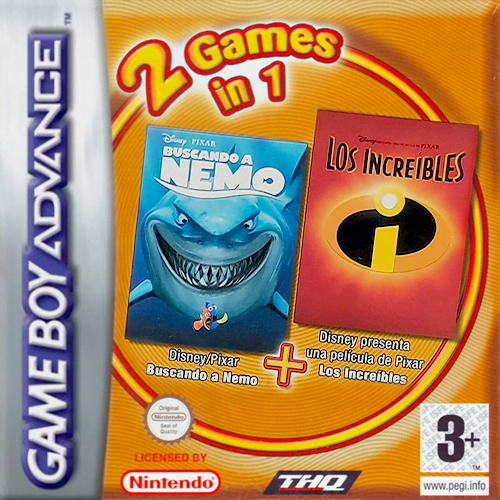 GAME BOY ADVANCE
2 Games
in 1
Disney · PIXAR
BUSCANDO A
NEMO
LOS INCREÍBLES
i
Disney/Pixar
Buscando a Nemo
+
Disney presenta
una película de Pixar
Los Increíbles
Original
Nintendo
Seal of
Quality
LICENSED BY
Nintendo
THQ
3+
www.pegi.info